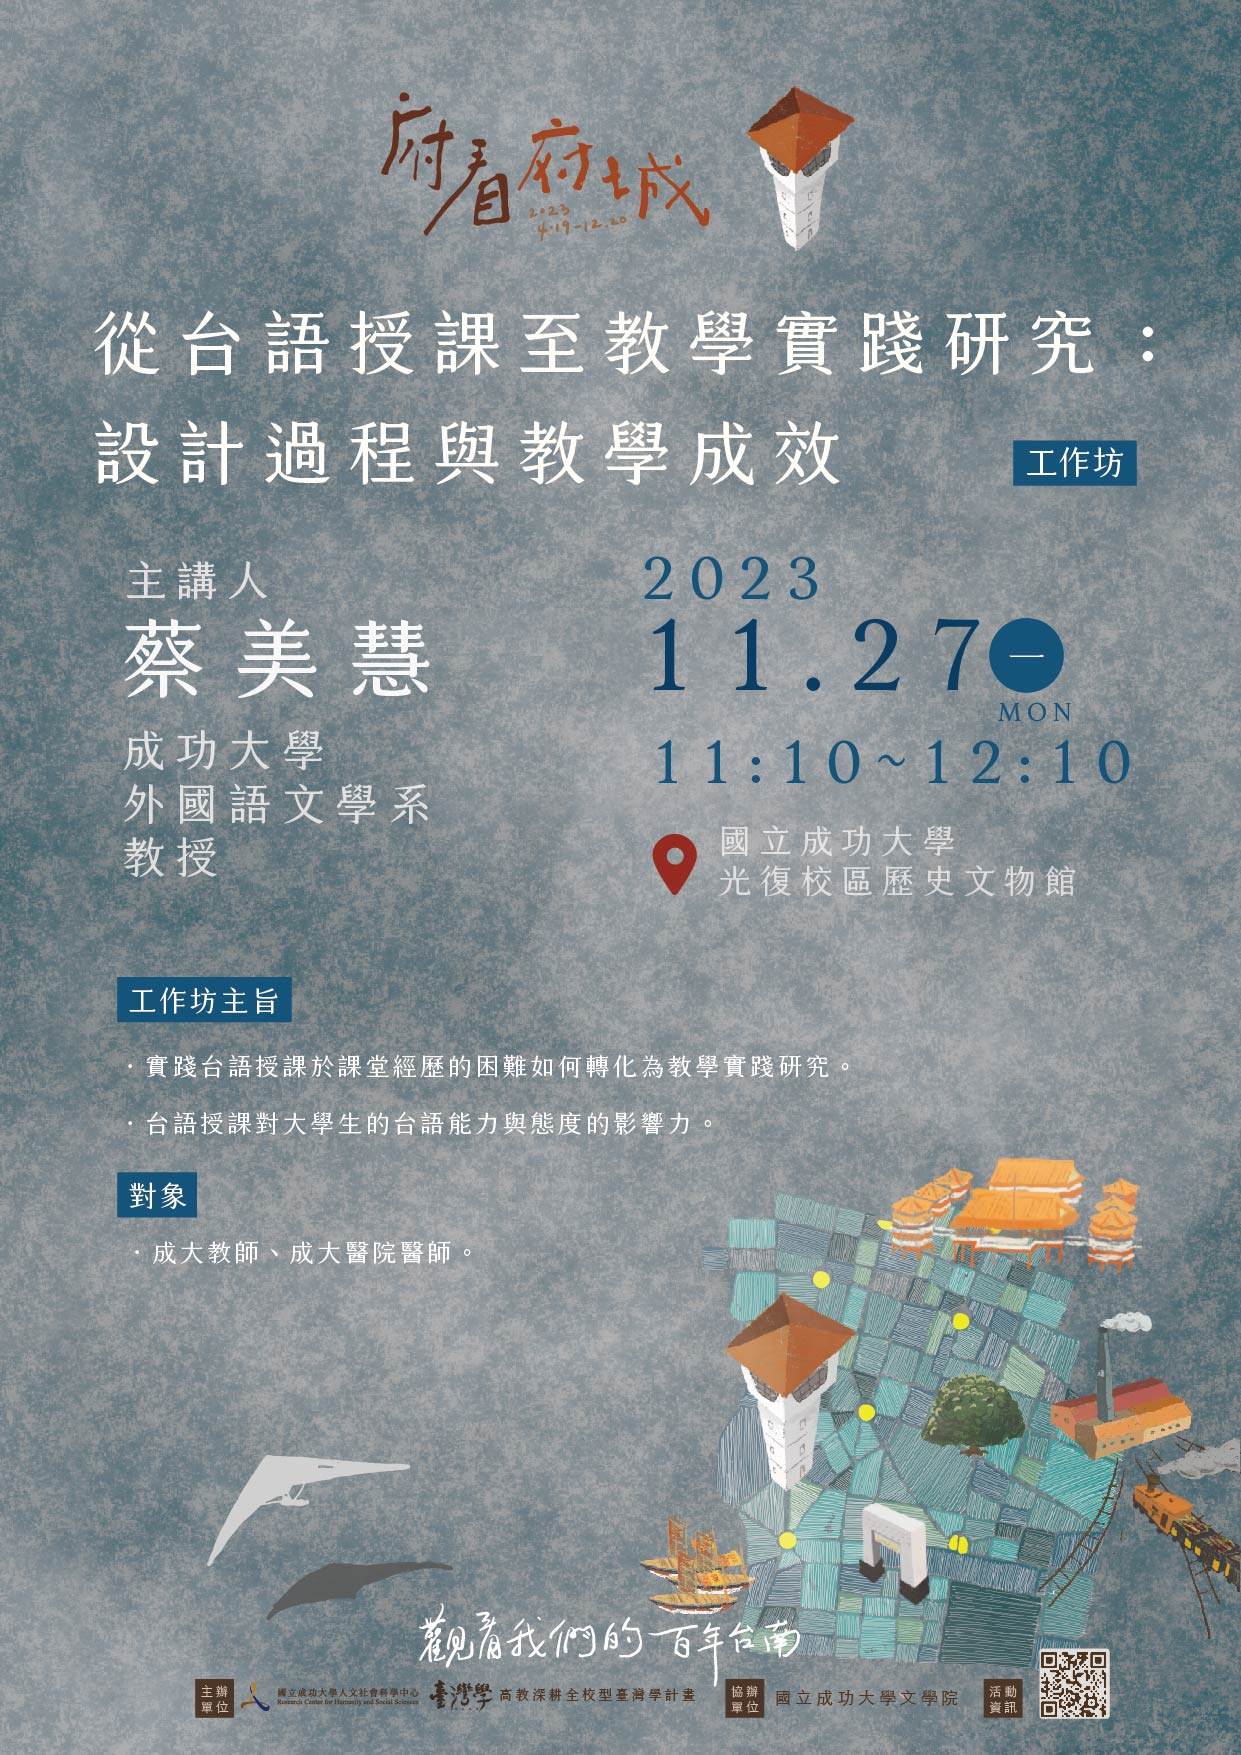 府看府城
2023
4.19-12.20
從台語授課至教學實踐研究：
設計過程與教學成效
工作坊
主講人
蔡美慧
成功大學
外國語文學系
教授
2023
11.27 一
MON
11:10~12:10
國立成功大學
光復校區歷史文物館
工作坊主旨
·實踐台語授課於課堂經歷的困難如何轉化為教學實踐研究。
·台語授課對大學生的台語能力與態度的影響力。
對象
·成大教師、成大醫院醫師。
觀看我們的百年台南
主辦單位
國立成功大學人文社會科學中心
Research Center for Humanity and Social Sciences
臺灣學
高教深耕全校型臺灣學計畫
協辦單位
國立成功大學文學院
活動資訊